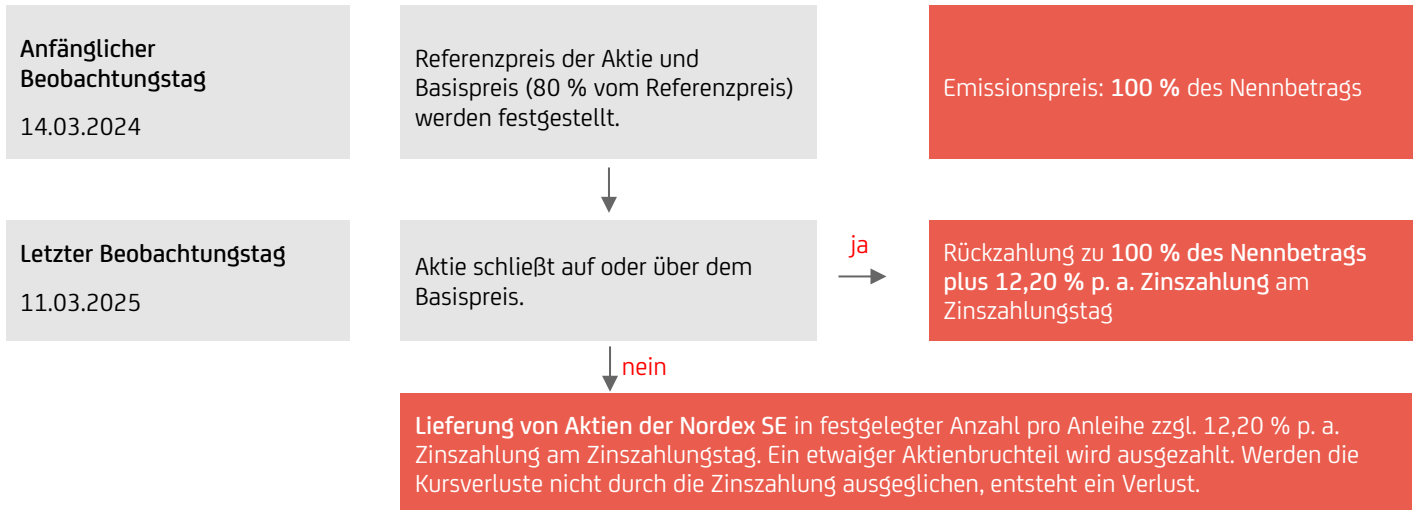 Anfänglicher
Beobachtungstag
14.03.2024
Referenzpreis der Aktie und
Basispreis (80 % vom Referenzpreis)
werden festgestellt.
Emissionspreis: 100 % des Nennbetrags
Letzter Beobachtungstag
11.03.2025
Aktie schließt auf oder über dem
Basispreis.
ja
Rückzahlung zu 100 % des Nennbetrags
plus 12,20 % p. a. Zinszahlung am
Zinszahlungstag
nein
Lieferung von Aktien der Nordex SE in festgelegter Anzahl pro Anleihe zzgl. 12,20 % p. a.
Zinszahlung am Zinszahlungstag. Ein etwaiger Aktienbruchteil wird ausgezahlt. Werden die
Kursverluste nicht durch die Zinszahlung ausgeglichen, entsteht ein Verlust.